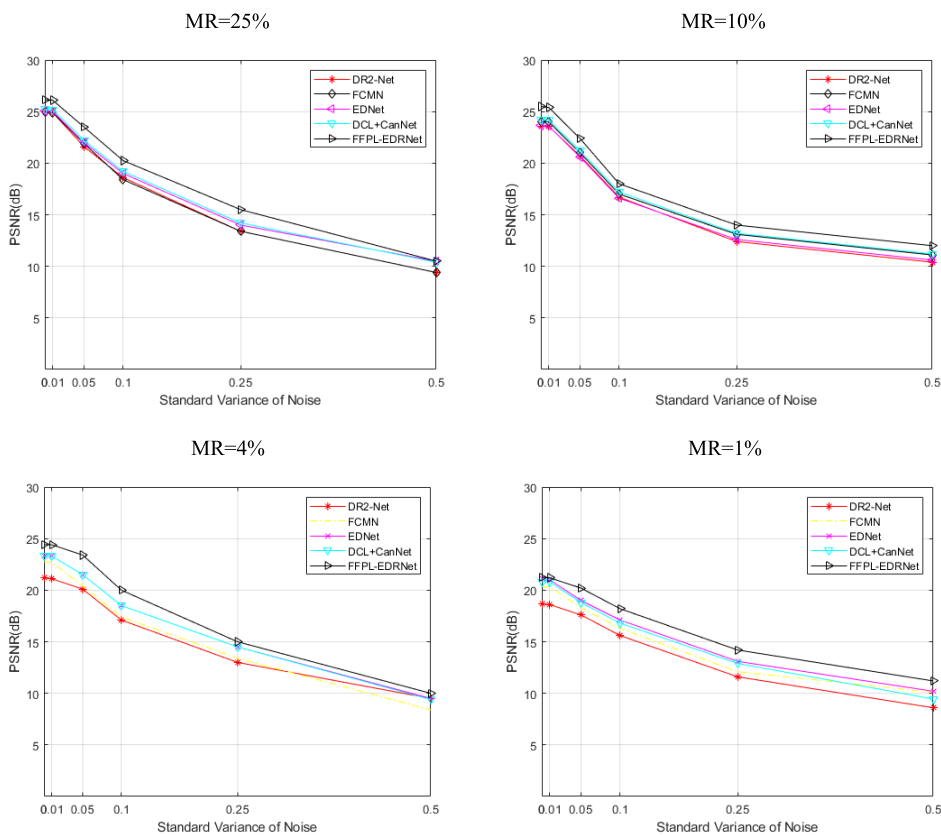 MR=25%
30
25
20
15
10
5
PSNR(dB)
DR2-Net
FCMN
EDNet
DCL+CanNet
FFPL-EDRNet
0
0.01
0.05
0.1
0.25
0.5
Standard Variance of Noise
MR=10%
30
25
20
15
10
5
PSNR(dB)
DR2-Net
FCMN
EDNet
DCL+CanNet
FFPL-EDRNet
0
0.01
0.05
0.1
0.25
0.5
Standard Variance of Noise
MR=4%
30
25
20
15
10
5
PSNR(dB)
DR2-Net
FCMN
EDNet
DCL+CanNet
FFPL-EDRNet
0
0.01
0.05
0.1
0.25
0.5
Standard Variance of Noise
MR=1%
30
25
20
15
10
5
PSNR(dB)
DR2-Net
FCMN
EDNet
DCL+CanNet
FFPL-EDRNet
0
0.01
0.05
0.1
0.25
0.5
Standard Variance of Noise